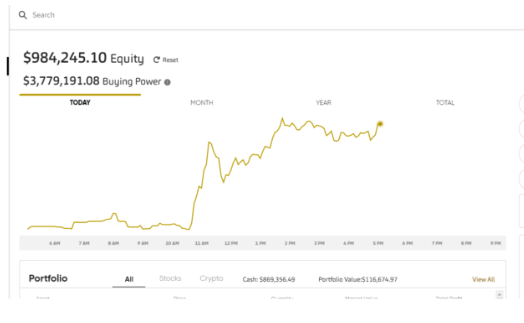 Search
$984,245.10 Equity Reset
$3,779,191.08 Buying Power
TODAY MONTH YEAR TOTAL
6 AM 7 AM 8 AM 9 AM 10 AM 11 AM 12 PM 1 PM 2 PM 3 PM 4 PM 5 PM 6 PM 7 PM 8 PM 9 PM
Portfolio All Stocks Crypto Cash: $869,356.49 Portfolio Value:$116,674.97 View All